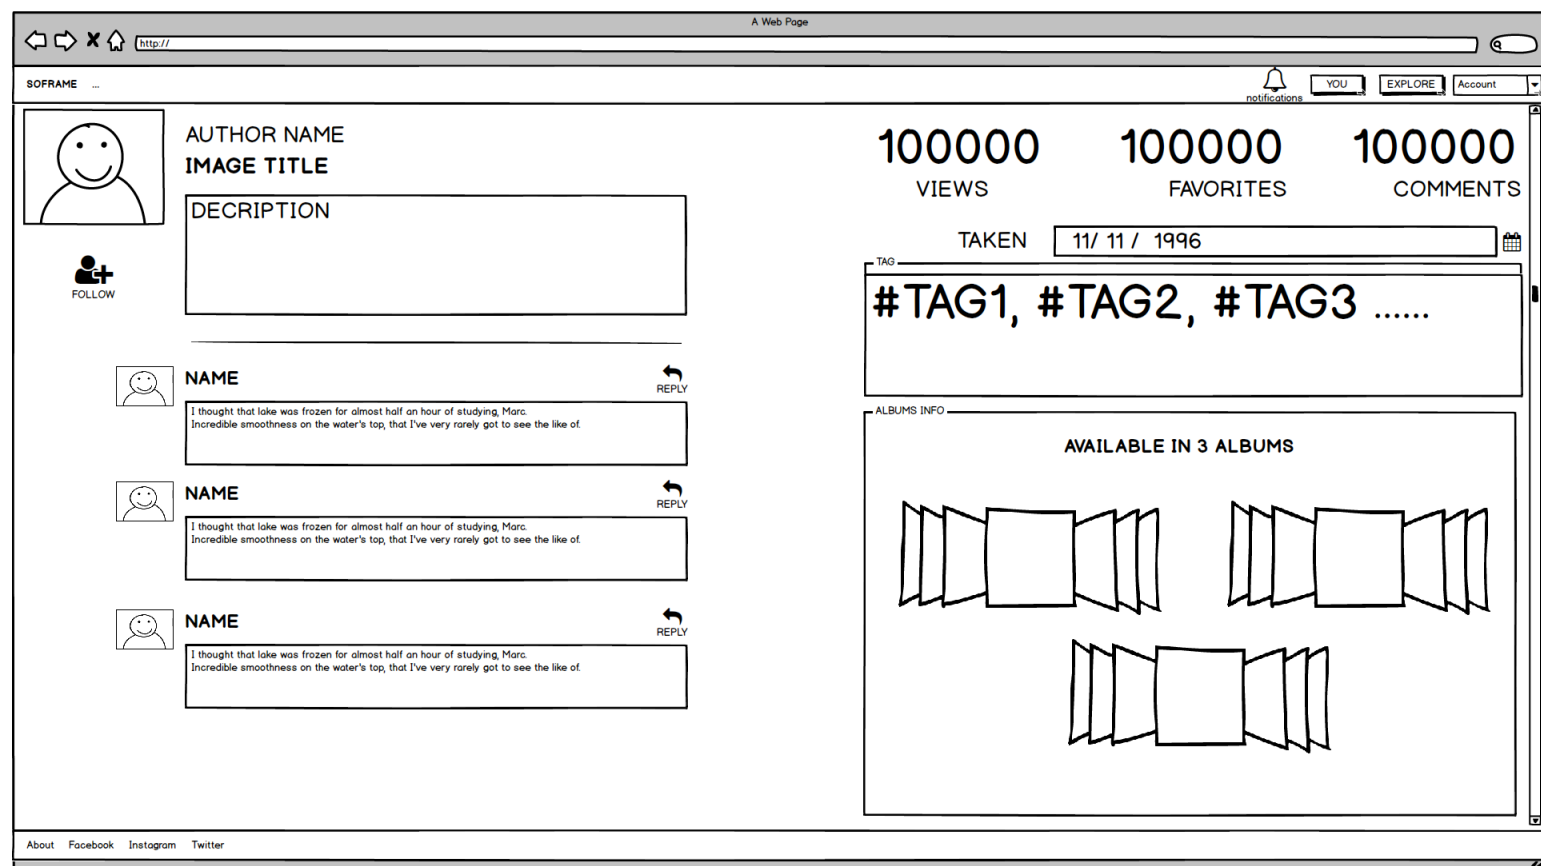 A Web Page
http://
SOFRAME ...
notifications
YOU
EXPLORE
Account
AUTHOR NAME
IMAGE TITLE
DECRIPTION
FOLLOW
100000
VIEWS
100000
FAVORITES
100000
COMMENTS
TAKEN
11/ 11 / 1996
TAG
#TAG1, #TAG2, #TAG3 ......
NAME
REPLY
I thought that lake was frozen for almost half an hour of studying, Marc.
Incredible smoothness on the water's top, that I've very rarely got to see the like of.
NAME
REPLY
I thought that lake was frozen for almost half an hour of studying, Marc.
Incredible smoothness on the water's top, that I've very rarely got to see the like of.
NAME
REPLY
I thought that lake was frozen for almost half an hour of studying, Marc.
Incredible smoothness on the water's top, that I've very rarely got to see the like of.
ALBUMS INFO
AVAILABLE IN 3 ALBUMS
About Facebook Instagram Twitter